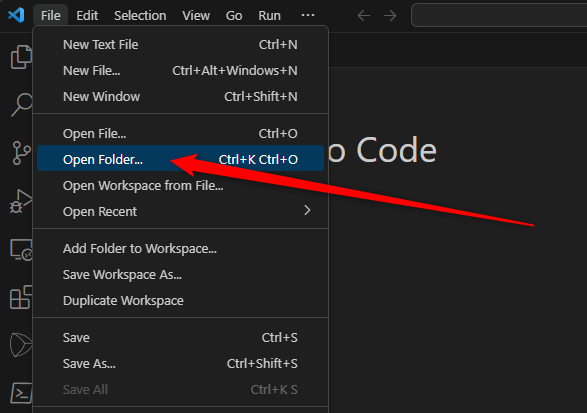 File Edit Selection View Go Run ...
New Text File Ctrl+N
New File... Ctrl+Alt+Windows+N
New Window Ctrl+Shift+N
Open File... Ctrl+O
o Code
Open Folder... Ctrl+K Ctrl+O
Open Workspace from File...
Open Recent
Add Folder to Workspace...
Save Workspace As...
Duplicate Workspace
Save Ctrl+S
Save As... Ctrl+Shift+S
Save All Ctrl+K S